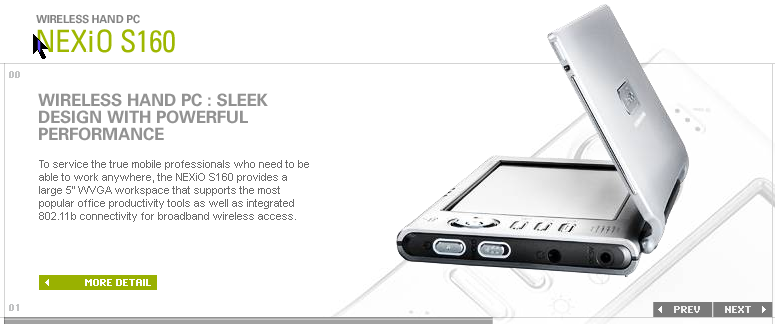 WIRELESS HAND PC
NEXiO S160
00
WIRELESS HAND PC : SLEEK
DESIGN WITH POWERFUL
PERFORMANCE
To service the true mobile professionals who need to be
able to work anywhere, the NEXiO S160 provides a
large 5" WVGA workspace that supports the most
popular office productivity tools as well as integrated
802.11b connectivity for broadband wireless access.
MORE DETAIL
01
PREV
NEXT